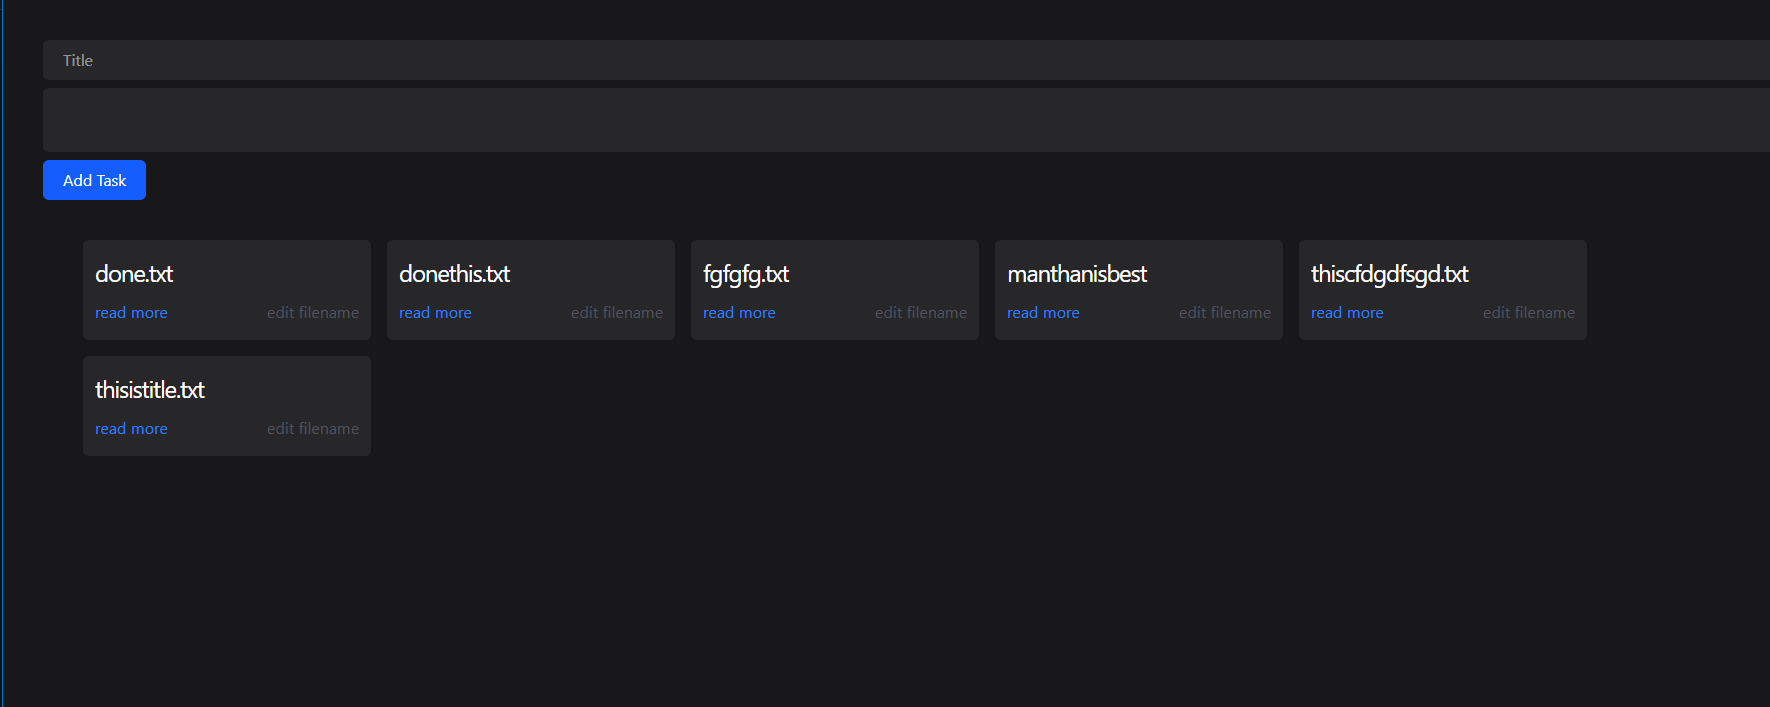 Title
Add Task
done.txt donethis.txt fgfgfg.txt manthanisbest thiscfdgdfsgd.txt
read more edit filename read more edit filename read more edit filename read more edit filename read more edit filename
thisistitle.txt
read more edit filename